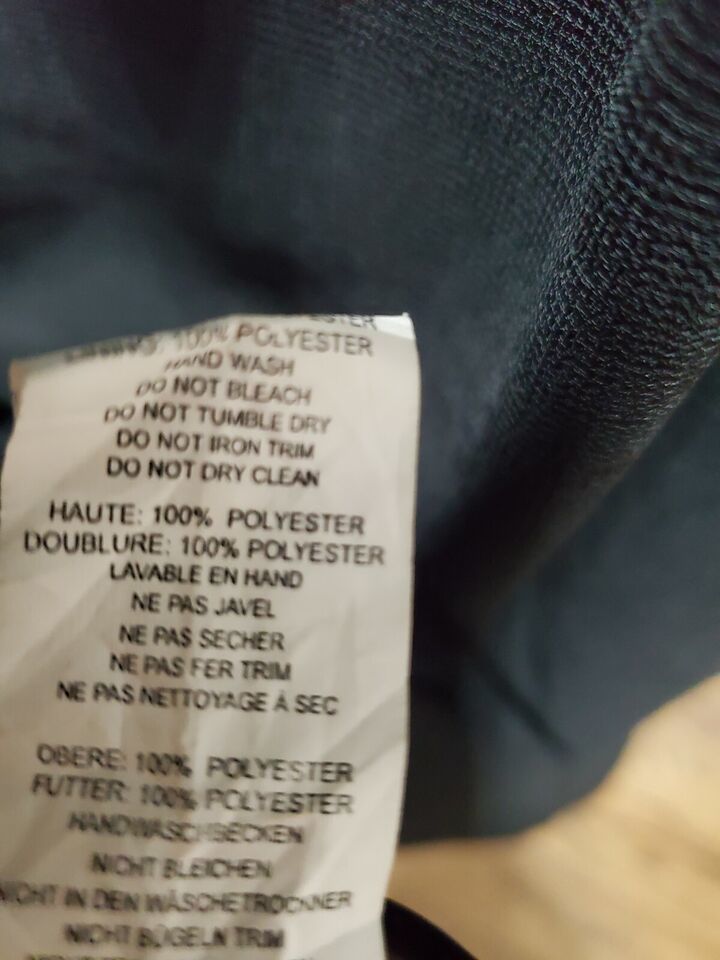 100% POLYESTER
HAND WASH
DO NOT BLEACH
DO NOT TUMBLE DRY
DO NOT IRON TRIM
DO NOT DRY CLEAN
HAUTE: 100% POLYESTER
DOUBLURE: 100% POLYESTER
LAVABLE EN HAND
NE PAS JAVEL
NE PAS SECHER
NE PAS FER TRIM
NE PAS NETTOYAGE À SEC
OBERE: 100% POLYESTER
FUTTER: 100% POLYESTER
HANDWASCHBECKEN
NICHT BLEICHEN
NICHT IN DEN WÄSCHETROCKNER
NICHT BÜGELN TRIM